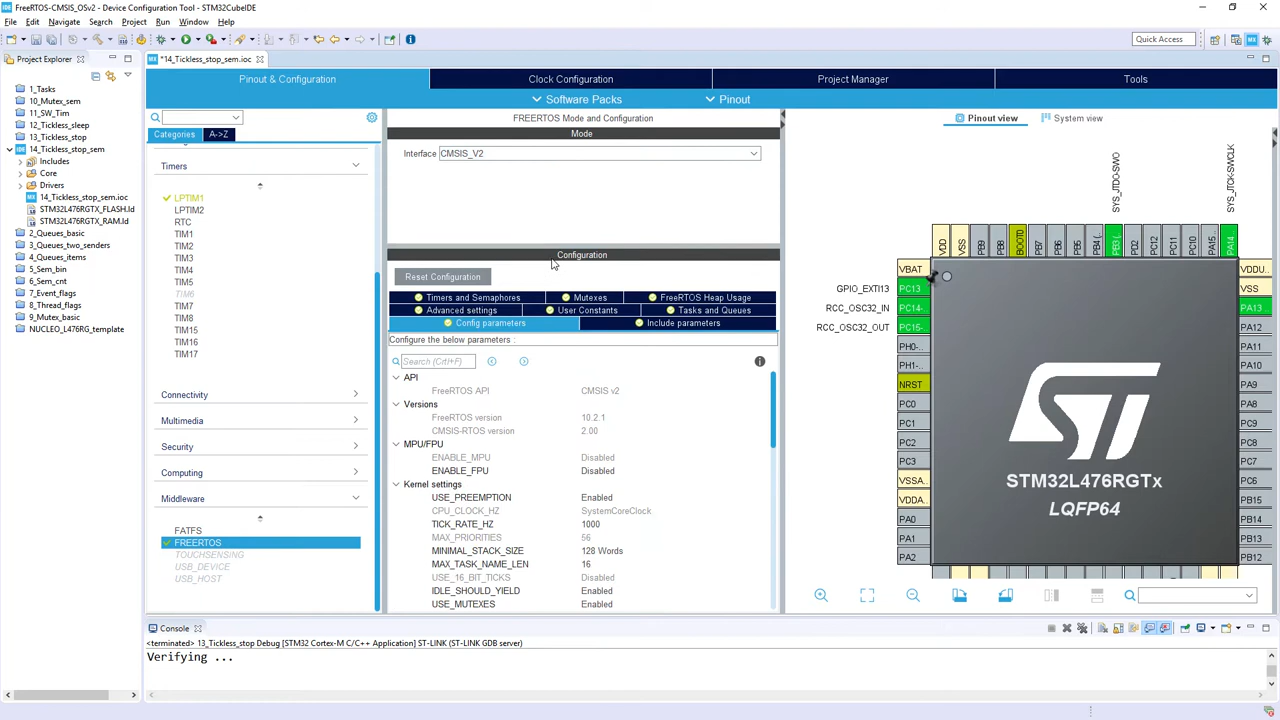 FreeRTOS-CMSIS_OSv2 - Device Configuration Tool - STM32CubeIDE
File Edit Navigate Search Project Run Window Help
Quick Access
Project Explorer
*14_Tickless_stop_sem.ioc
1_Tasks
10_Mutex_sem
11_SW_Tim
12_Tickless_sleep
13_Tickless_stop
14_Tickless_stop_sem
Includes
Core
Drivers
14_Tickless_stop_sem.ioc
STM32L476RGTX_FLASH.ld
STM32L476RGTX_RAM.ld
2_Queues_basic
3_Queues_two_senders
4_Queues_items
5_Sem_bin
6_Sem_cnt
7_Event_flags
8_Thread_flags
9_Mutex_basic
NUCLEO_L476RG_template
Pinout & Configuration
Clock Configuration
Project Manager
Tools
Software Packs
Pinout
Categories
A->Z
Timers
LPTIM1
LPTIM2
RTC
TIM1
TIM2
TIM3
TIM4
TIM5
TIM6
TIM7
TIM8
TIM15
TIM16
TIM17
Connectivity
Multimedia
Security
Computing
Middleware
FATFS
FREERTOS
TOUCHSENSING
USB_DEVICE
USB_HOST
FREERTOS Mode and Configuration
Mode
Interface CMSIS_V2
Configuration
Reset Configuration
Timers and Semaphores
Mutexes
FreeRTOS Heap Usage
Advanced settings
User Constants
Tasks and Queues
Config parameters
Include parameters
Configure the below parameters :
Search (Crtl+F)
API
FreeRTOS API CMSIS v2
Versions
FreeRTOS version 10.2.1
CMSIS-RTOS version 2.00
MPU/FPU
ENABLE_MPU Disabled
ENABLE_FPU Disabled
Kernel settings
USE_PREEMPTION Enabled
CPU_CLOCK_HZ SystemCoreClock
TICK_RATE_HZ 1000
MAX_PRIORITIES 56
MINIMAL_STACK_SIZE 128 Words
MAX_TASK_NAME_LEN 16
USE_16_BIT_TICKS Disabled
IDLE_SHOULD_YIELD Enabled
USE_MUTEXES Enabled
Pinout view
System view
SYS_JTDO-SWO
SYS_JTCK-SWCLK
VDD
VSS
PB9
PB8
BOOT0
PB7
PB6
PB5
PB4 (..
PB3 (..
PD2
PC12
PC11
PC10
PA15..
PA14..
GPIO_EXTI13
RCC_OSC32_IN
RCC_OSC32_OUT
VBAT
PC13
PC14-
PC15-
PH0-..
PH1-..
NRST
PC0
PC1
PC2
PC3
VSSA..
VDDA..
PA0
PA1
PA2
VDDU..
VSS
PA13
PA12
PA11
PA10
PA9
PA8
PC9
PC8
PC7
PC6
PB15
PB14
PB13
PB12
STM32L476RGTx
LQFP64
Console
<terminated> 13_Tickless_stop Debug [STM32 Cortex-M C/C++ Application] ST-LINK (ST-LINK GDB server)
Verifying ...